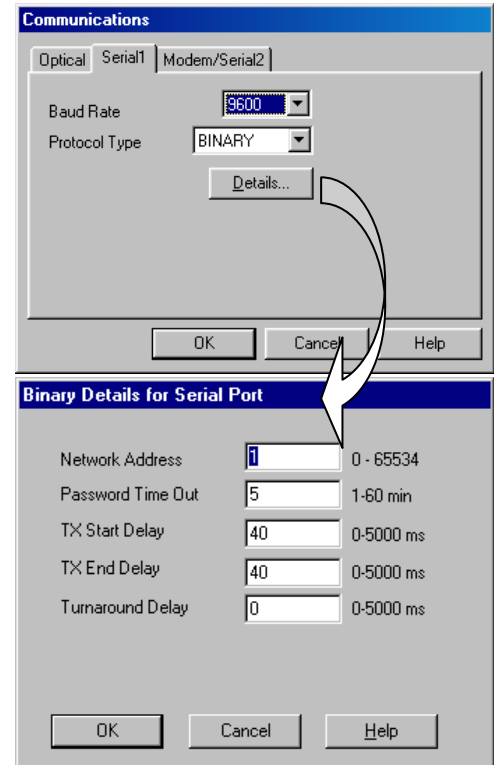 Communications
Optical Serial1 Modem/Serial2
Baud Rate 9600
Protocol Type BINARY
Details...
OK Cancel Help
Binary Details for Serial Port
Network Address 1 0 - 65534
Password Time Out 5 1-60 min
TX Start Delay 40 0-5000 ms
TX End Delay 40 0-5000 ms
Turnaround Delay 0 0-5000 ms
OK Cancel Help